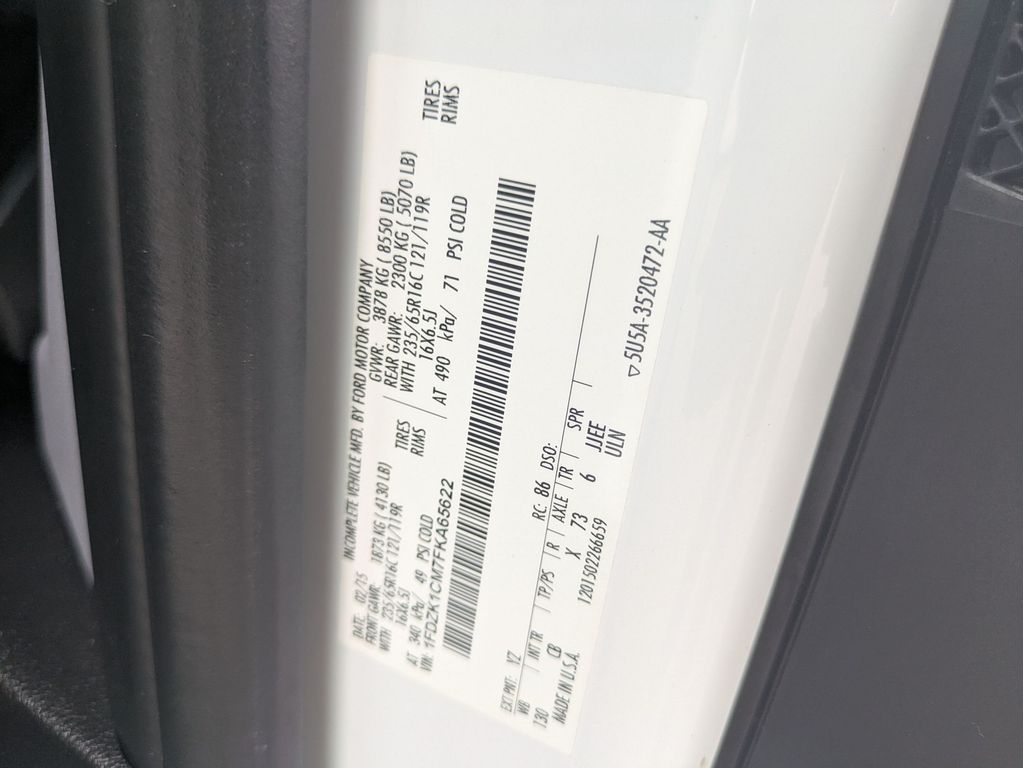 INCOMPLETE VEHICLE MFD. BY FORD MOTOR COMPANY
DATE: 02/15 GVWR: 3878 KG ( 8550 LB)
FRONT GAWR: 1873 KG ( 4130 LB) REAR GAWR: 2300 KG ( 5070 LB)
WITH 235/65R16C 121/119R TIRES WITH 235/65R16C 121/119R TIRES
16X6.5J RIMS 16X6.5J RIMS
AT 340 kPa/ 49 PSI COLD AT 490 kPa/ 71 PSI COLD
VIN: 1FDZK1CM7FKA65622
EXT PNT: YZ RC: 86 DSO:
WB INT TR TP/PS R AXLE TR SPR
130 CB X 73 6 JJEE
MADE IN U.S.A. 1201502266659 ULN
▽5U5A-3520472-AA